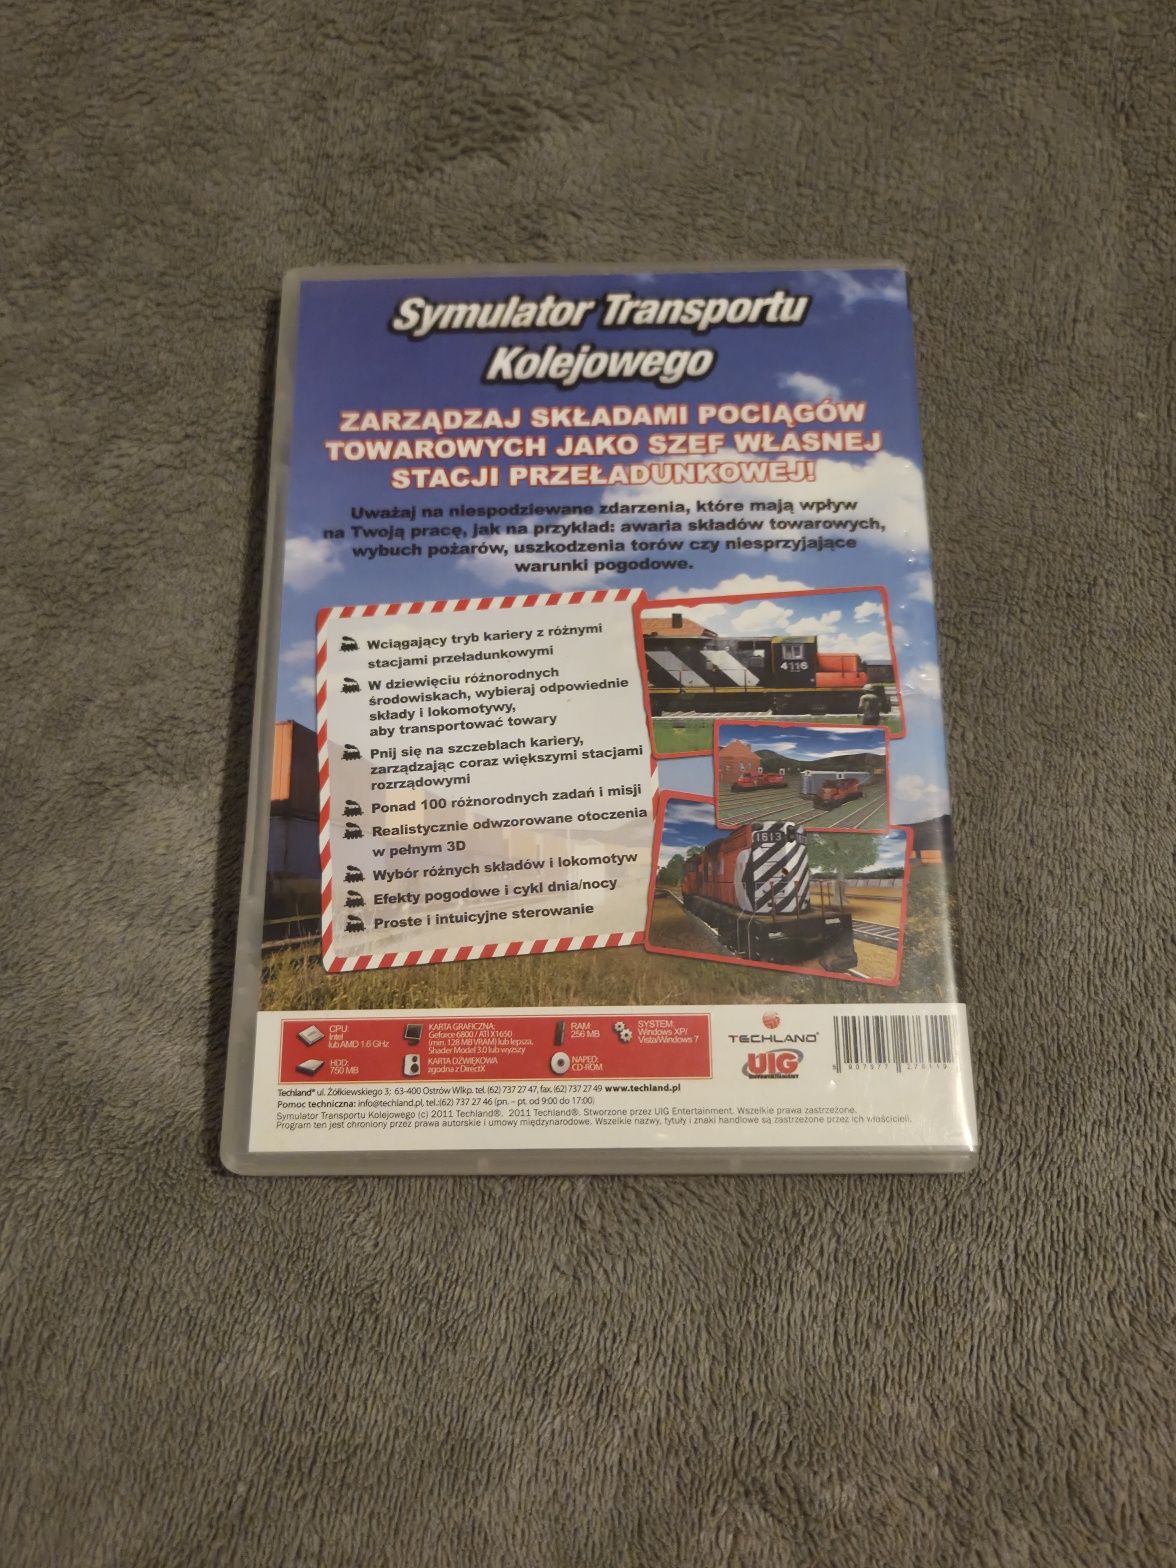 Symulator Transportu
Kolejowego
ZARZĄDZAJ SKŁADAMI POCIĄGÓW
TOWAROWYCH JAKO SZEF WŁASNEJ
STACJI PRZEŁADUNKOWEJ!
Uważaj na niespodziewane zdarzenia, które mają wpływ
na Twoją pracę, jak na przykład: awaria składów towarowych,
wybuch pożarów, uszkodzenia torów czy niesprzyjające
warunki pogodowe.
Wciągający tryb kariery z różnymi
stacjami przeładunkowymi
W dziewięciu różnorodnych
środowiskach, wybieraj odpowiednie
składy i lokomotywy,
aby transportować towary
Pnij się na szczeblach kariery,
zarządzając coraz większymi stacjami
rozrządowymi
Ponad 100 różnorodnych zadań i misji
Realistycznie odwzorowane otoczenia
w pełnym 3D
Wybór różnych składów i lokomotyw
Efekty pogodowe i cykl dnia/nocy
Proste i intuicyjne sterowanie
4116
1613
CPU:
1.6 GHz
HDD:
750 MB
KARTA GRAFICZNA:
ATI X1650
(min. 128 MB VRAM) lub lepsza,
Shader Model 3.0 lub wyższy
KARTA DŹWIĘKOWA:
zgodna z DirectX
RAM:
256 MB
NAPĘD:
CD-ROM
SYSTEM:
Windows XP/
Vista/Windows 7
TECHLAND
UIG
ENTERTAINMENT
Techland® ul. Żółkiewskiego 3; 63-400 Ostrów Wlkp. tel.(62) 737 27 47, fax.(62) 737 27 49 www.techland.pl
Pomoc techniczna: info@techland.pl, tel.(62) 737 27 46 (pn. – pt. od 9:00 do 17:00)
Symulator Transportu Kolejowego (c) 2011 Techland®. 2011 Techland®. Stworzone przez UIG Entertainment. Wszelkie prawa zastrzeżone.
Program ten jest chroniony przez prawa autorskie i umowy międzynarodowe. Wszelkie nazwy, tytuły i znaki handlowe są zastrzeżone przez ich właścicieli.